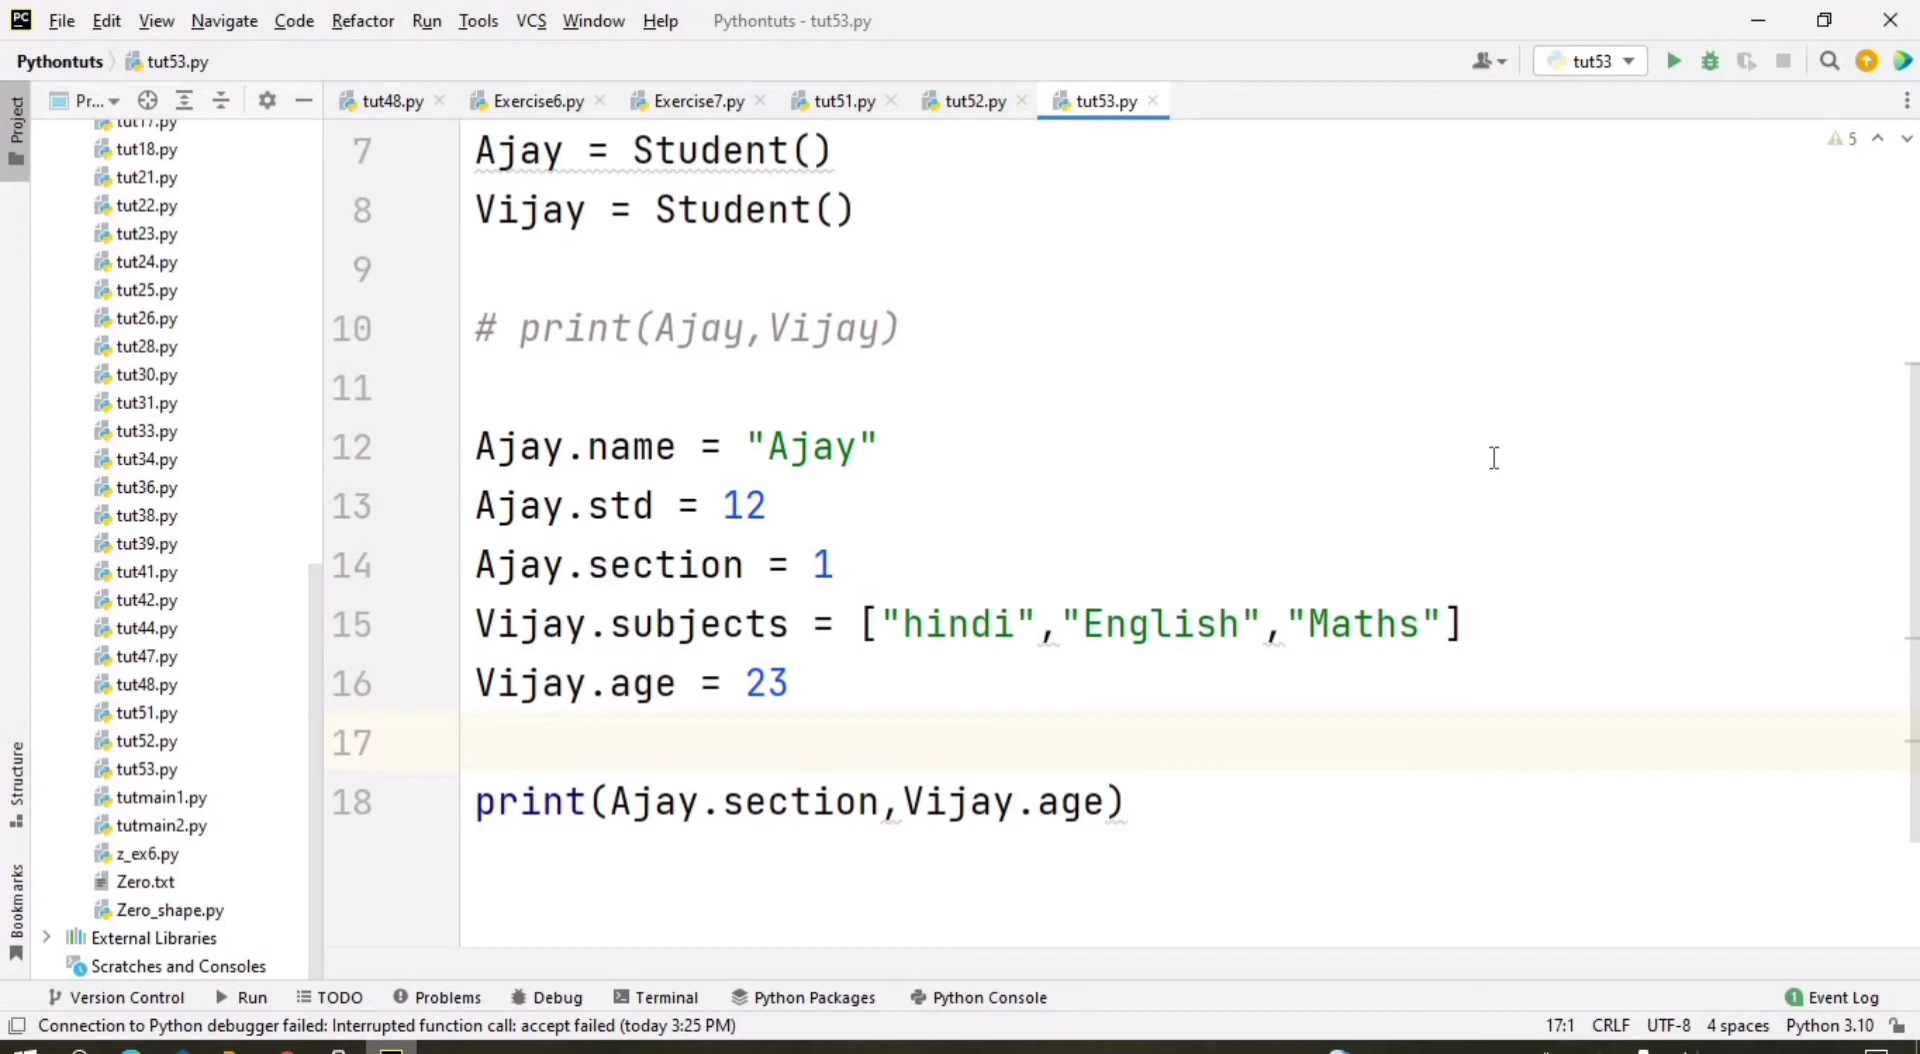 PC File Edit View Navigate Code Refactor Run Tools VCS Window Help Pythontuts - tut53.py
Pythontuts tut53.py tut53
Project
Pr... tut48.py Exercise6.py Exercise7.py tut51.py tut52.py tut53.py
5
tut17.py
tut18.py
tut21.py
tut22.py
tut23.py
tut24.py
tut25.py
tut26.py
tut28.py
tut30.py
tut31.py
tut33.py
tut34.py
tut36.py
tut38.py
tut39.py
tut41.py
tut42.py
tut44.py
tut47.py
tut48.py
tut51.py
tut52.py
tut53.py
tutmain1.py
tutmain2.py
z_ex6.py
Zero.txt
Zero_shape.py
External Libraries
Scratches and Consoles
Structure
Bookmarks
7 Ajay = Student()
8 Vijay = Student()
9
10 # print(Ajay,Vijay)
11
12 Ajay.name = "Ajay"
13 Ajay.std = 12
14 Ajay.section = 1
15 Vijay.subjects = ["hindi","English","Maths"]
16 Vijay.age = 23
17
18 print(Ajay.section,Vijay.age)
Version Control Run TODO Problems Debug Terminal Python Packages Python Console 1 Event Log
Connection to Python debugger failed: Interrupted function call: accept failed (today 3:25 PM) 17:1 CRLF UTF-8 4 spaces Python 3.10